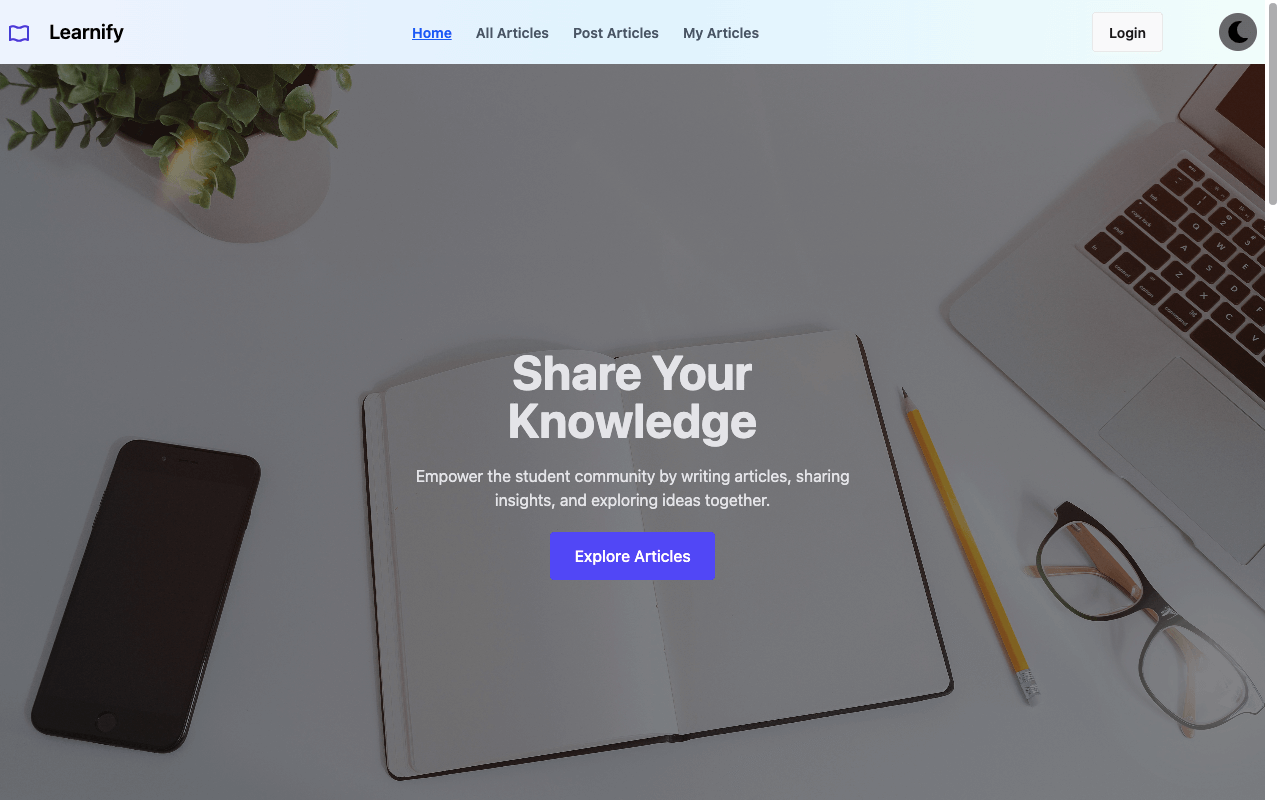 Learnify
Home
All Articles
Post Articles
My Articles
Login
Share Your
Knowledge
Empower the student community by writing articles, sharing
insights, and exploring ideas together.
Explore Articles